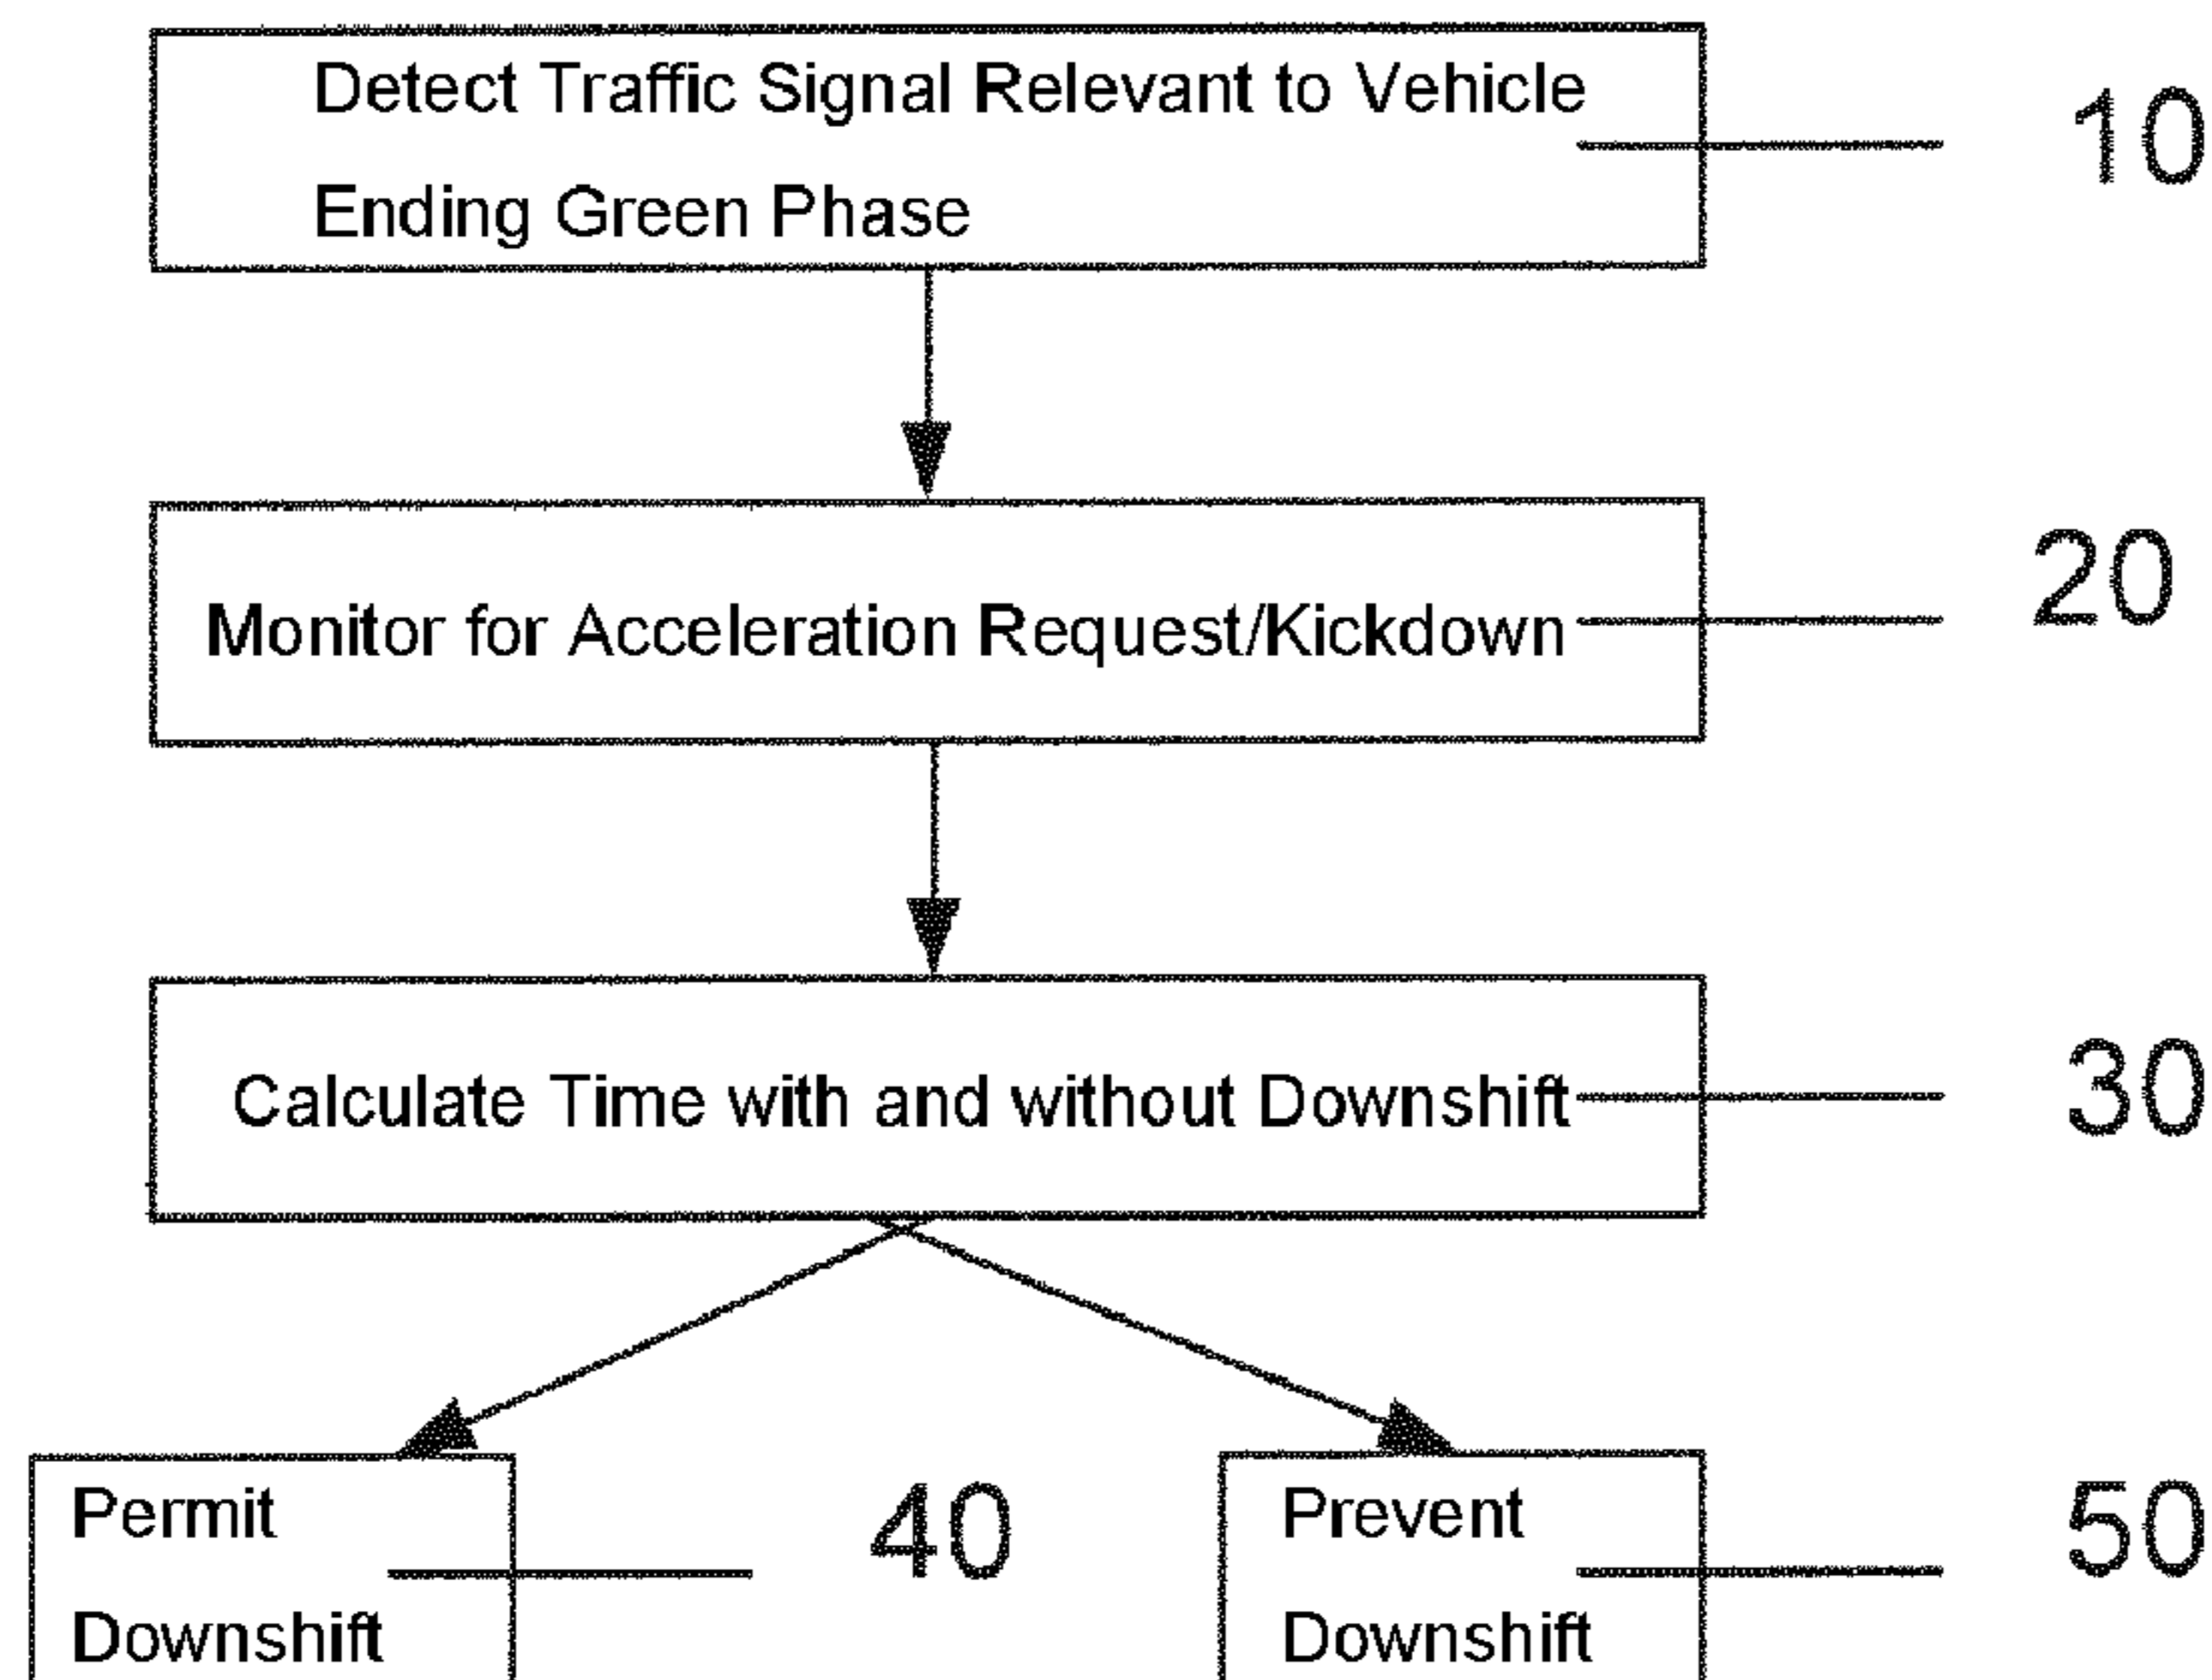 Detect Traffic Signal Relevant to Vehicle
Ending Green Phase
10
Monitor for Acceleration Request/Kickdown
20
Calculate Time with and without Downshift
30
Permit
Downshift
40
Prevent
Downshift
50